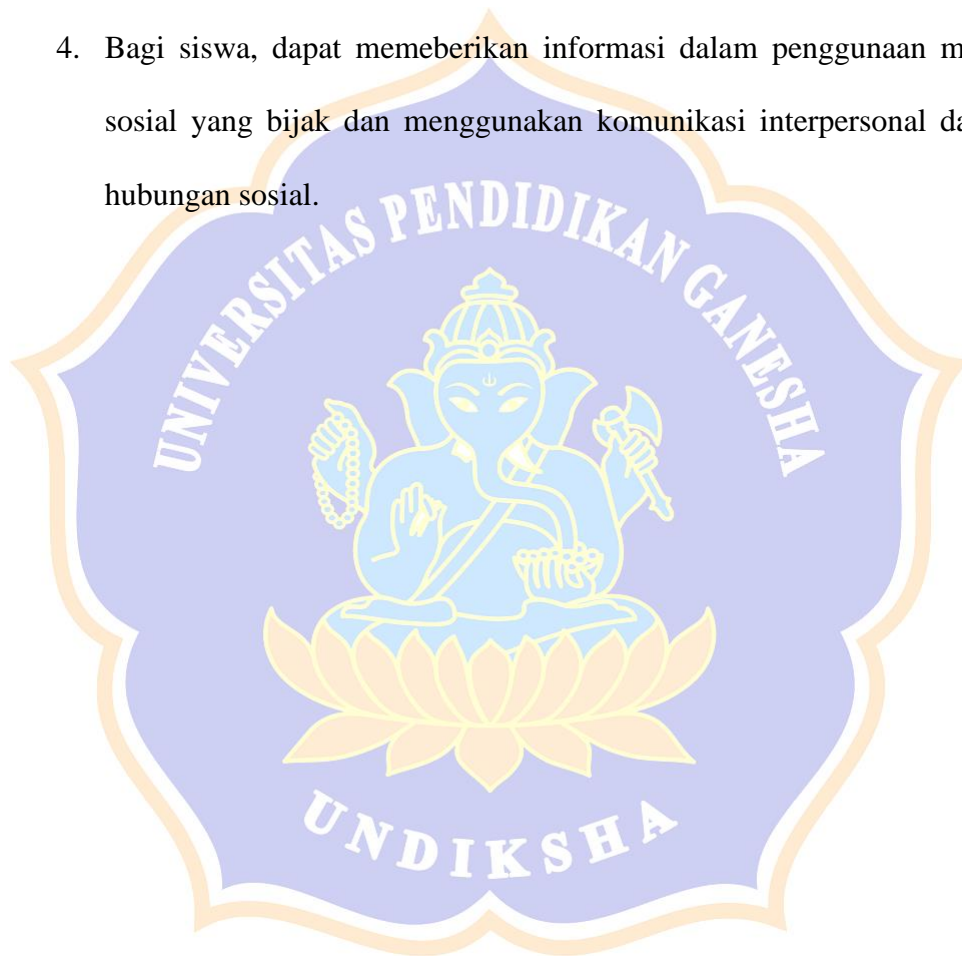 4. Bagi siswa, dapat memeberikan informasi dalam penggunaan m
sosial yang bijak dan menggunakan komunikasi interpersonal da
hubungan sosial.
UNIVERSITAS PENDIDIKAN GANESHA
UNDIKSHA